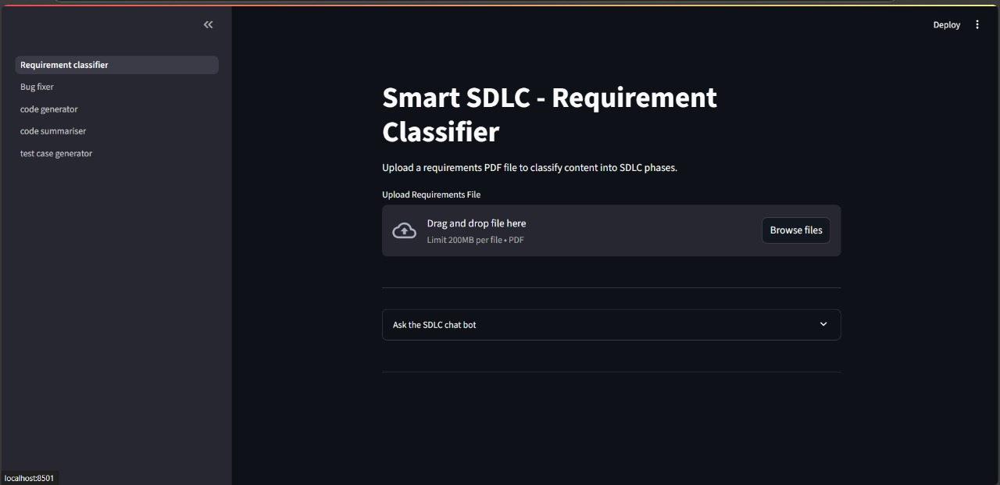 Deploy
Requirement classifier
Bug fixer
code generator
code summariser
test case generator
Smart SDLC - Requirement
Classifier
Upload a requirements PDF file to classify content into SDLC phases.
Upload Requirements File
Drag and drop file here
Limit 200MB per file • PDF
Browse files
Ask the SDLC chat bot
localhost:8501